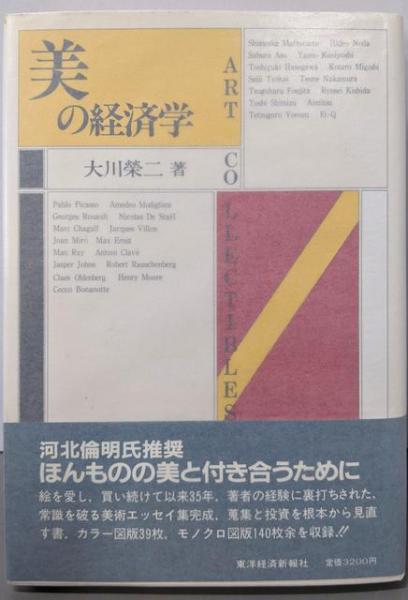 美
の経済学
大川榮二 著
ART COLLECTIBLES
Shunsuke Matsumoto Hideo Noda
Saburo Aso Yasuo Kuniyoshi
Toshiyuki Hasegawa Kotaro Migishi
Seiji Tsuneo Nakamura
Tsuguharu Foujita Ryusei Kishida
Toshi Shimizu Aimitsu
Tetsugoro Yorozu Ei-Q
Pablo Picasso Amedeo Modigliani
Georges Rouault Nicolas De Staël
Marc Chagall Jacques Villon
Joan Miró Max Ernst
Man Ray Antoni Clavé
Jasper Johns Robert Rauschenberg
Claes Oldenberg Henry Moore
Cecco Bonanotte
河北倫明氏推奨
ほんものの美と付き合うために
絵を愛し、買い続けて以来35年、著者の経験に裏打ちされた、
常識を破る美術エッセイ集完成。蒐集と投資を根本から見直
す書。カラー図版39枚、モノクロ図版140枚余を収録.!!
東洋経済新報社 定価3200円